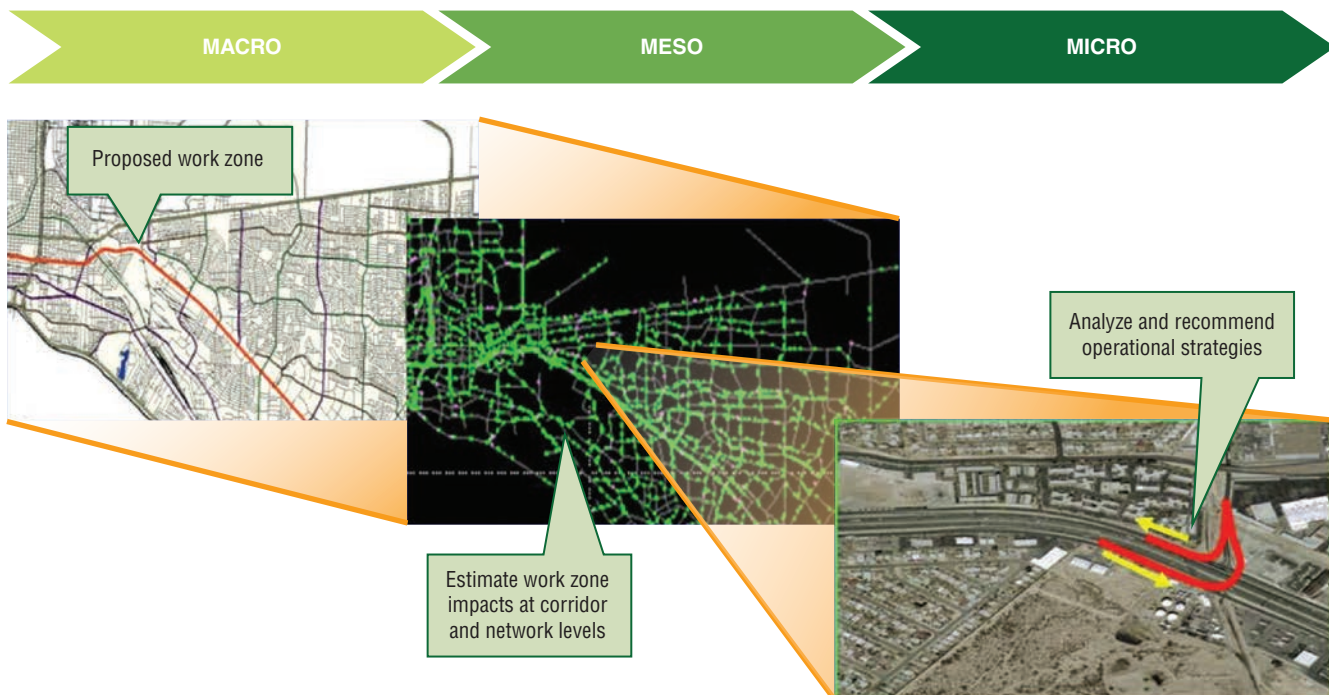 MACRO
MESO
MICRO
Proposed work zone
Analyze and recommend
operational strategies
Estimate work zone
impacts at corridor
and network levels